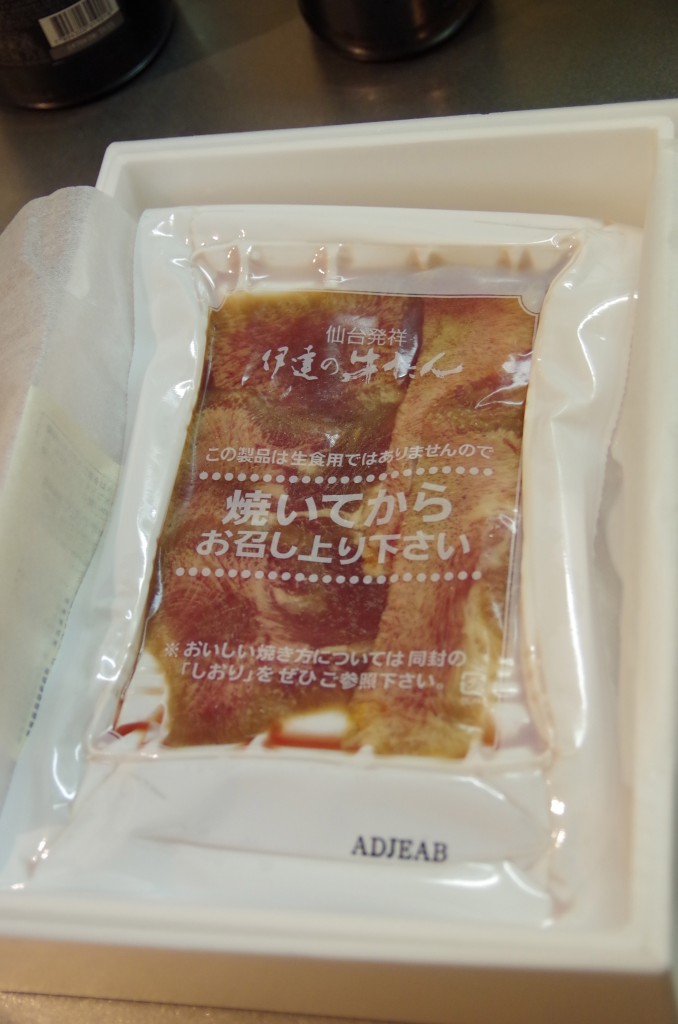 仙台発祥
伊達の牛たん
この製品は生食用ではありませんので
焼いてから
お召し上り下さい
※おいしい焼き方については同封の
「しおり」をぜひご参照下さい。
ADJEAB